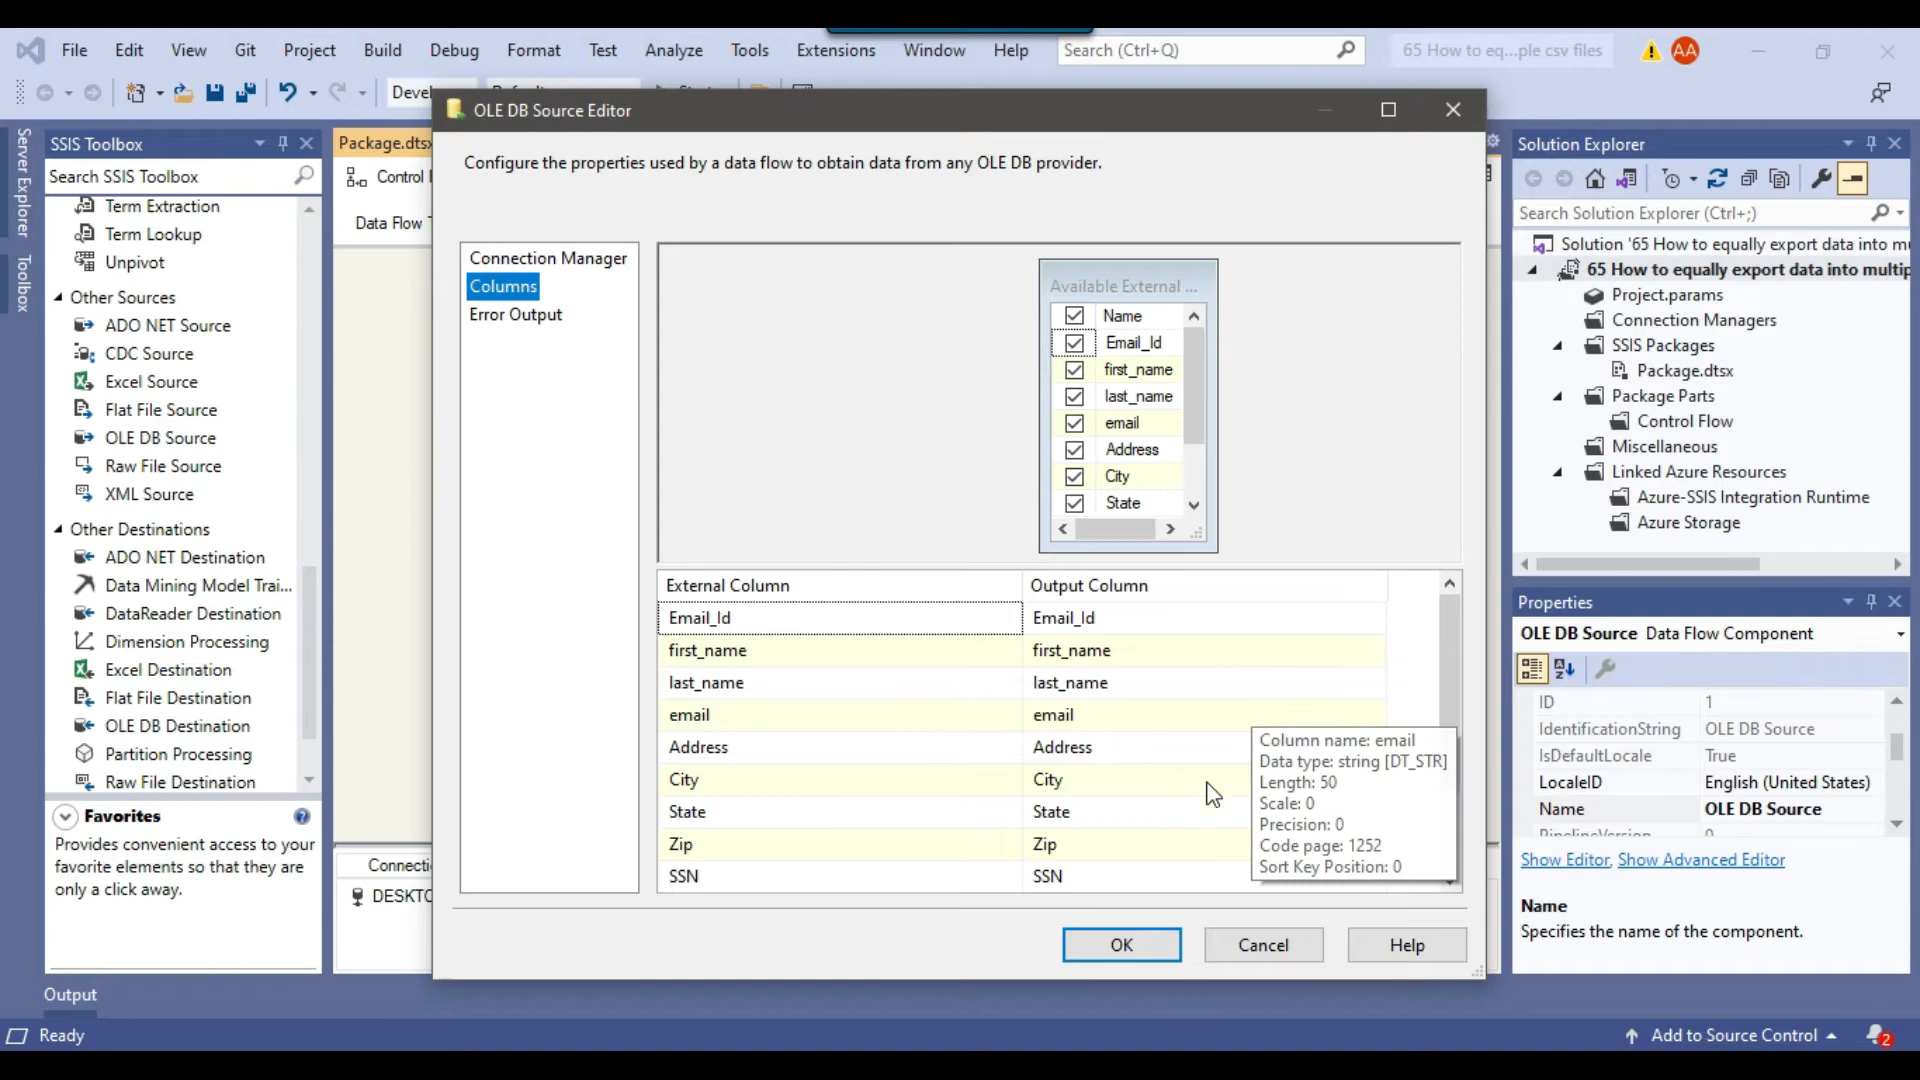 File Edit View Git Project Build Debug Format Test Analyze Tools Extensions Window Help Search (Ctrl+Q) 65 How to eq...ple csv files AA
Devel
OLE DB Source Editor
Configure the properties used by a data flow to obtain data from any OLE DB provider.
Server Explorer
Toolbox
SSIS Toolbox
Search SSIS Toolbox
Term Extraction
Term Lookup
Unpivot
Other Sources
ADO NET Source
CDC Source
Excel Source
Flat File Source
OLE DB Source
Raw File Source
XML Source
Other Destinations
ADO NET Destination
Data Mining Model Trai...
DataReader Destination
Dimension Processing
Excel Destination
Flat File Destination
OLE DB Destination
Partition Processing
Raw File Destination
Favorites
Provides convenient access to your
favorite elements so that they are
only a click away.
Package.dtsx
Control
Data Flow T
Connecti
DESKTO
Connection Manager
Columns
Error Output
Available External ...
Name
Email_Id
first_name
last_name
email
Address
City
State
External Column Output Column
Email_Id Email_Id
first_name first_name
last_name last_name
email email
Address Address
City City
State State
Zip Zip
SSN SSN
Column name: email
Data type: string [DT_STR]
Length: 50
Scale: 0
Precision: 0
Code page: 1252
Sort Key Position: 0
OK Cancel Help
Solution Explorer
Search Solution Explorer (Ctrl+;)
Solution '65 How to equally export data into mu
65 How to equally export data into multip
Project.params
Connection Managers
SSIS Packages
Package.dtsx
Package Parts
Control Flow
Miscellaneous
Linked Azure Resources
Azure-SSIS Integration Runtime
Azure Storage
Properties
OLE DB Source Data Flow Component
ID 1
IdentificationString OLE DB Source
IsDefaultLocale True
LocaleID English (United States)
Name OLE DB Source
PipelineVersion 0
Show Editor, Show Advanced Editor
Name
Specifies the name of the component.
Output
Ready
Add to Source Control
2